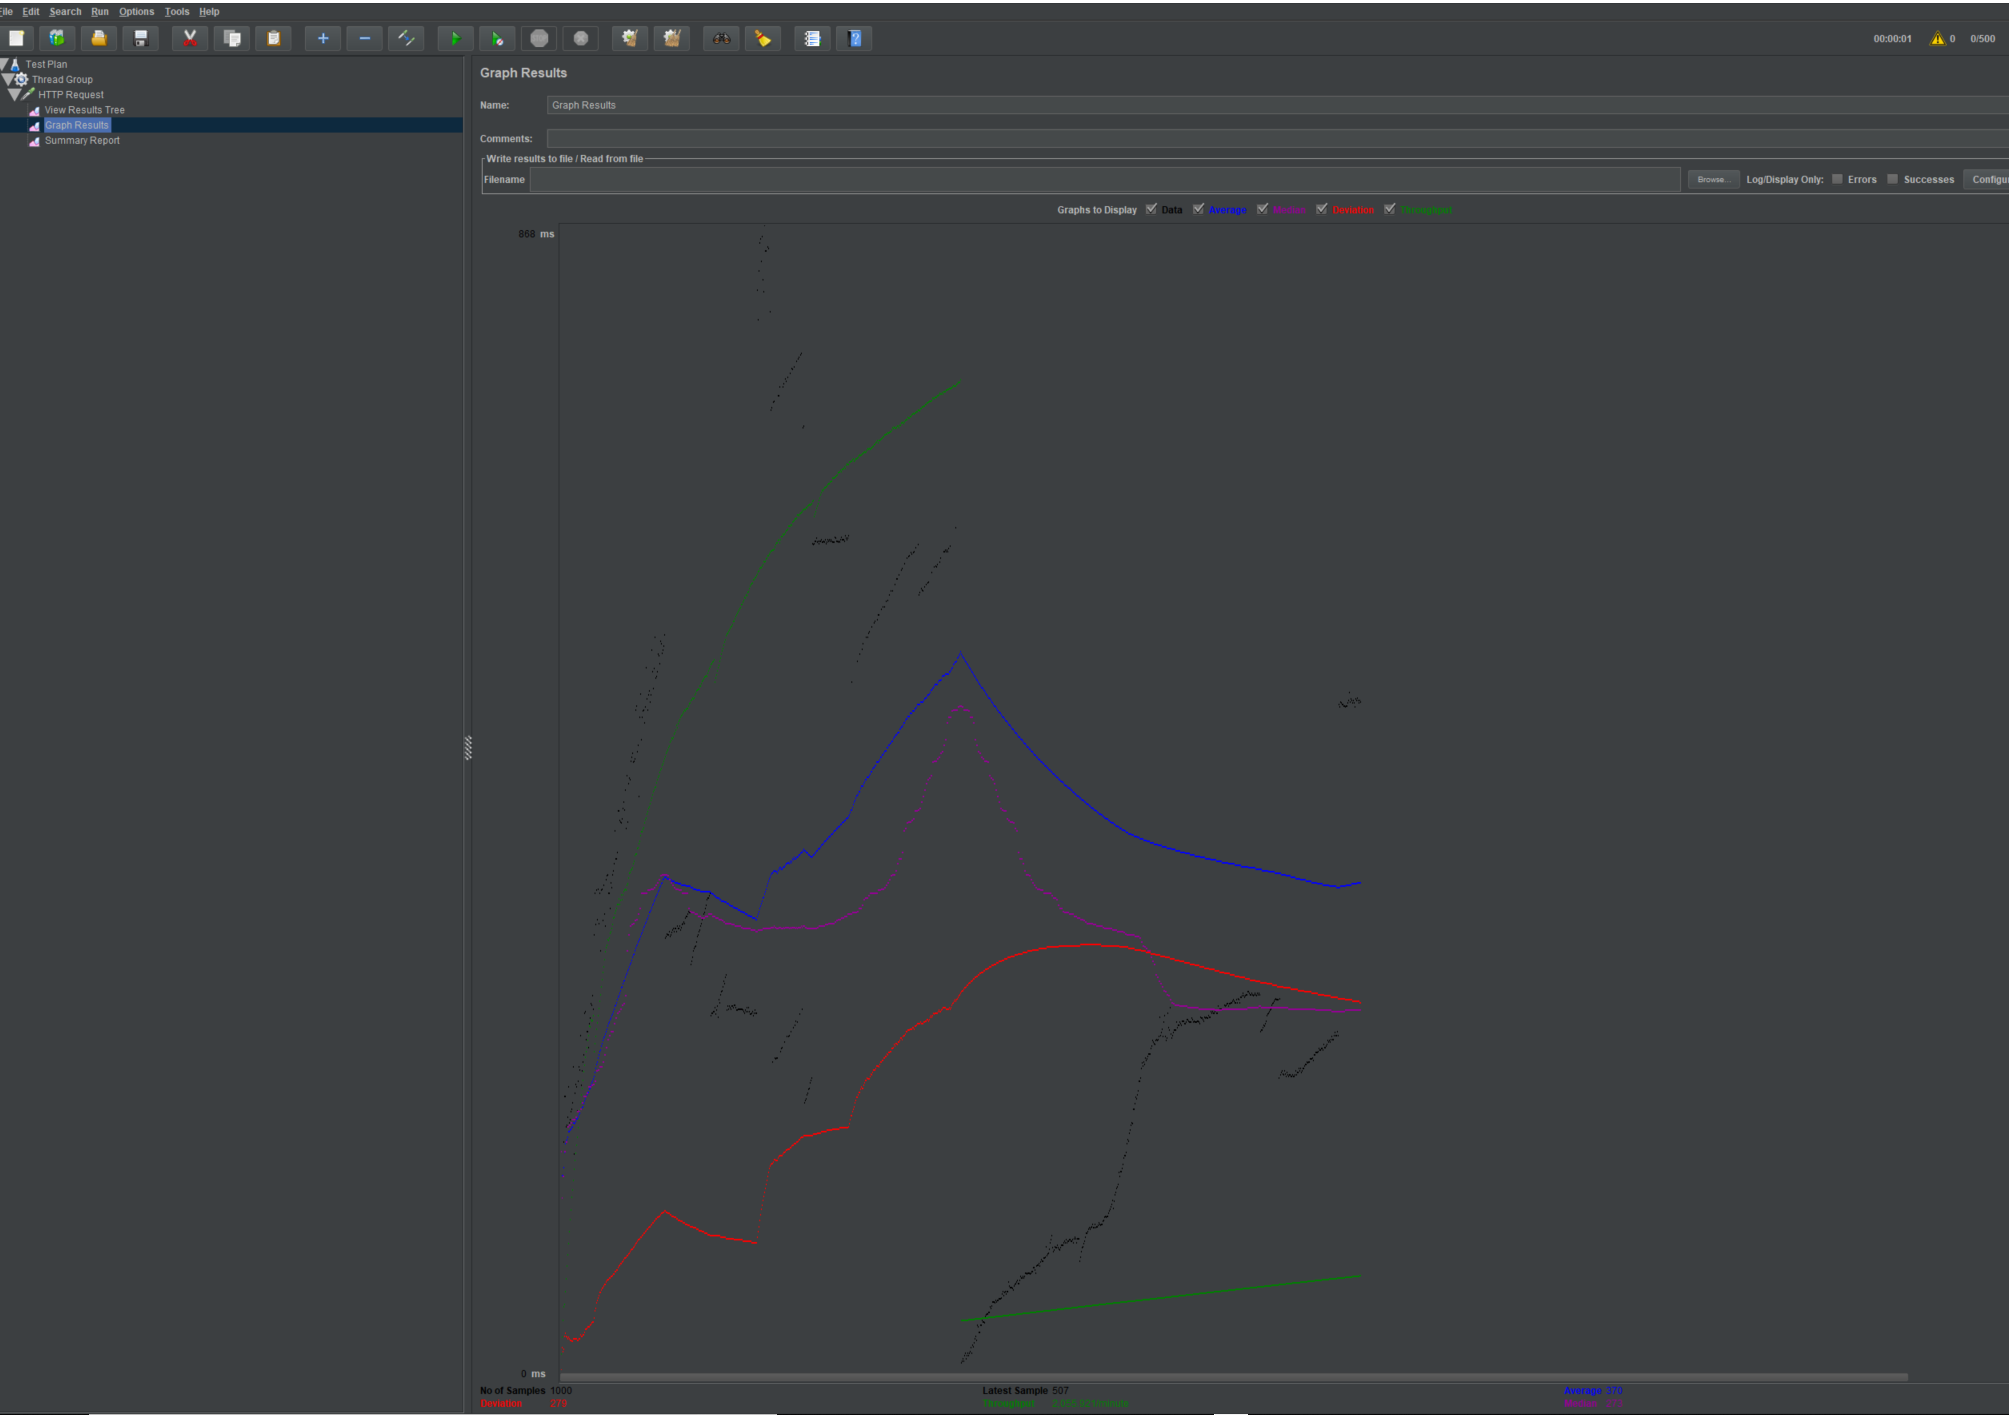 File Edit Search Run Options Tools Help
00:00:01 0 0/500
Test Plan
Thread Group
HTTP Request
View Results Tree
Graph Results
Summary Report
Graph Results
Name: Graph Results
Comments:
Write results to file / Read from file
Filename Browse... Log/Display Only: Errors Successes Configu
Graphs to Display Data Average Median Deviation Throughput
868 ms
0 ms
No of Samples 1000 Latest Sample 507 Average 370
Deviation 279 Throughput Median